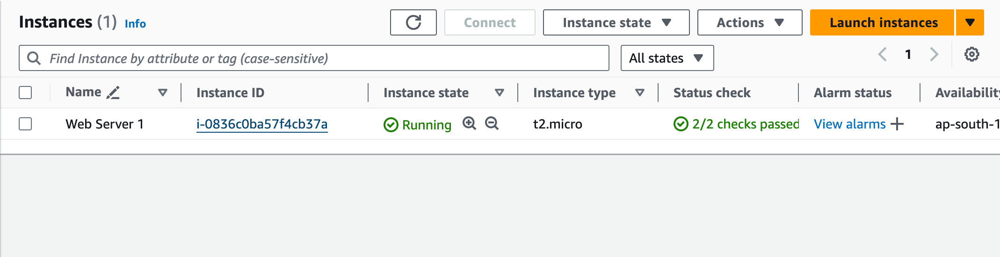 Instances (1) Info
Connect
Instance state
Actions
Launch instances
Find Instance by attribute or tag (case-sensitive)
All states
1
Name Instance ID Instance state Instance type Status check Alarm status Availability
Web Server 1 i-0836c0ba57f4cb37a Running t2.micro 2/2 checks passed View alarms ap-south-1